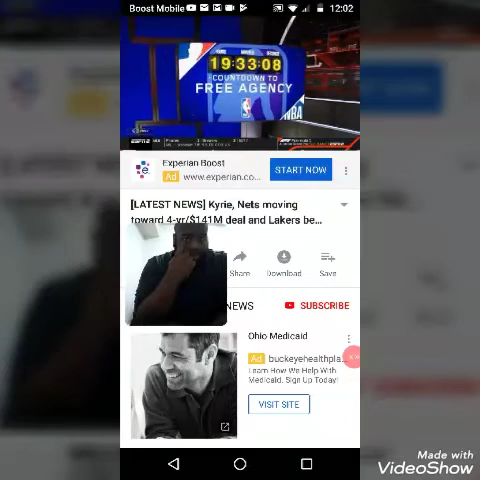 Boost Mobile
12:02
19:33:08
COUNTDOWN TO
FREE AGENCY
NBA
Experian Boost
Ad www.experian.co...
START NOW
[LATEST NEWS] Kyrie, Nets moving
toward 4-yr/$141M deal and Lakers be...
Share
Download
Save
NEWS
SUBSCRIBE
Ohio Medicaid
Ad buckeyehealthpla...
Learn How We Help With
Medicaid. Sign Up Today!
VISIT SITE
Made with
VideoShow